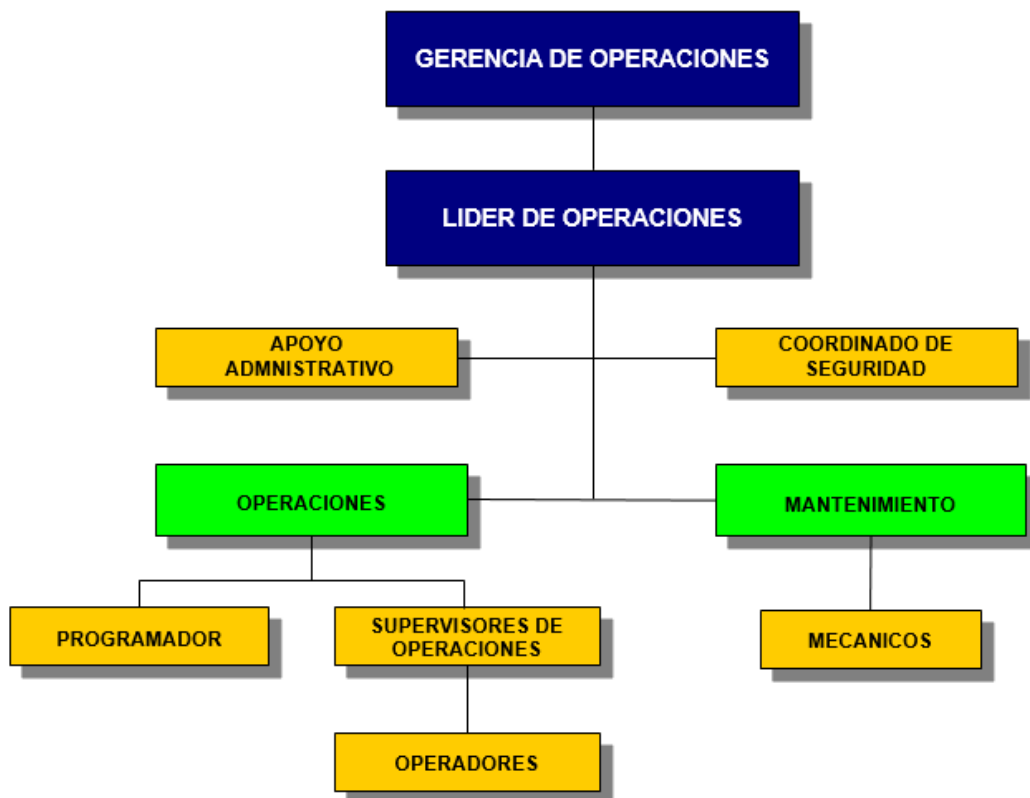 GERENCIA DE OPERACIONES
LIDER DE OPERACIONES
APOYO
ADMNISTRATIVO
COORDINADO DE
SEGURIDAD
OPERACIONES
MANTENIMIENTO
PROGRAMADOR
SUPERVISORES DE
OPERACIONES
MECANICOS
OPERADORES